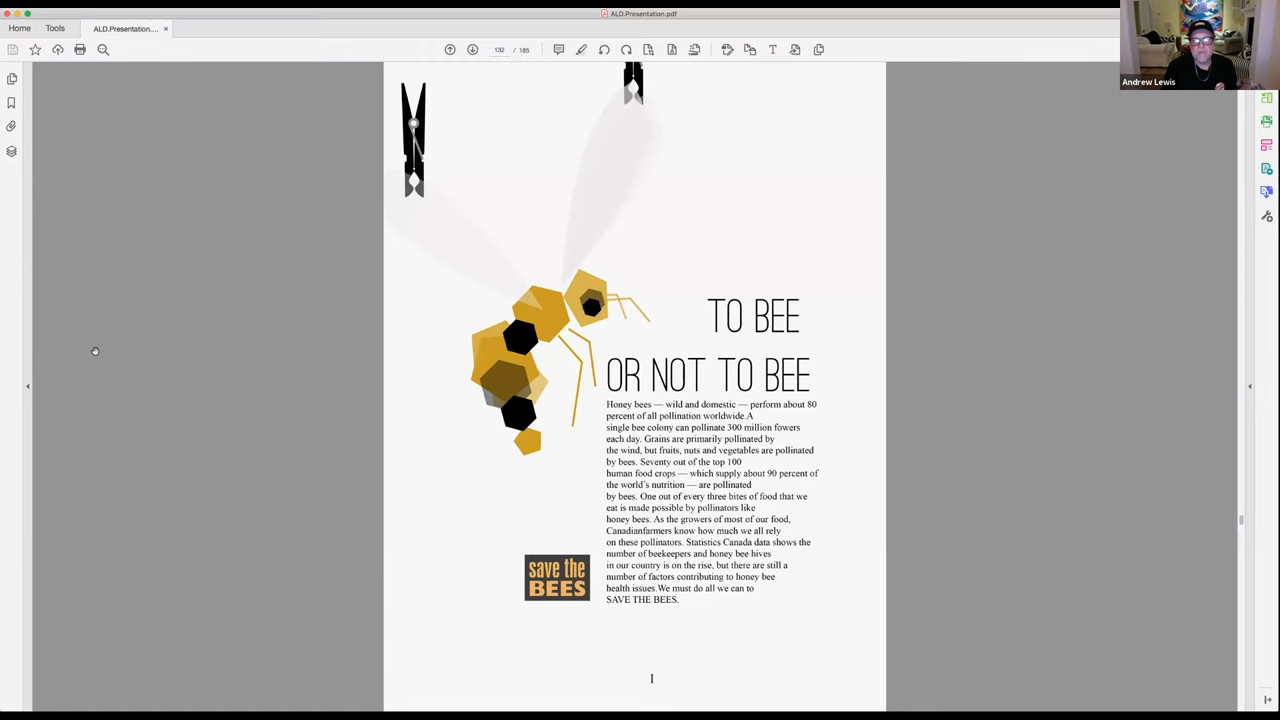 ALD.Presentation.pdf
Home
Tools
ALD.Presentation....
132 / 185
Andrew Lewis
TO BEE
OR NOT TO BEE
Honey bees — wild and domestic — perform about 80
percent of all pollination worldwide.A
single bee colony can pollinate 300 million fowers
each day. Grains are primarily pollinated by
the wind, but fruits, nuts and vegetables are pollinated
by bees. Seventy out of the top 100
human food crops — which supply about 90 percent of
the world's nutrition — are pollinated
by bees. One out of every three bites of food that we
eat is made possible by pollinators like
honey bees. As the growers of most of our food,
Canadianfarmers know how much we all rely
on these pollinators. Statistics Canada data shows the
number of beekeepers and honey bee hives
in our country is on the rise, but there are still a
number of factors contributing to honey bee
health issues.We must do all we can to
SAVE THE BEES.
save the
BEES
1